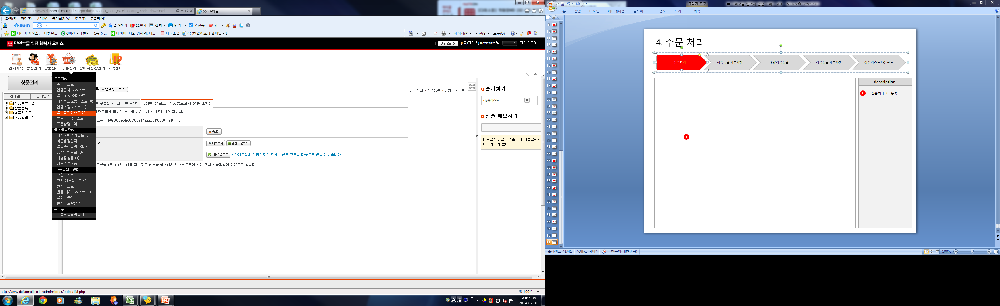 http://www.daisomall.co.kr/admin/product/product_input_excel.php?up_mode=download
(주)아이홈
파일(F) 편집(E) 보기(V) 즐겨찾기(A) 도구(T) 도움말(H)
zum 즐겨찾기 11번가 캡쳐 번역 퀵전송 찜
네이버 지식쇼핑 대한민... G마켓 - 대한민국 1등 온... 네이버 나의 경쟁력, 네... 다이소몰 (주)한웰이쇼핑 웹메일 - 1
페이지(P) 안전(S) 도구(O)
다이소몰 입점 협력사 오피스
이전쇼핑몰 [(주)아이홈] ihomeware 님 로그아웃 마이스토어
전자계약 상점관리 상품관리 주문관리 판매자정산관리 고객센타
상품관리
전체열기 전체닫기
상품분류관리
상품등록
상품리스트
상품일괄수정
주문관리
주문리스트
입금전 취소리스트
입금후 취소리스트
배송취소요청리스트 (0)
입금예정리스트 (0)
입금확인리스트 (0)
후불(외상)리스트
주문상담내역
국내배송관리
배송준비중리스트 (0)
빠른송장입력
일괄송장입력(국내)
송장입력완료 (0)
배송중상품 (1)
배송완료상품
주문/클래임관리
교환리스트
교환 미처리스트 (0)
반품리스트
반품 미처리리스트 (0)
클래임분석
클래임토탈분석
수동주문
주문엑셀양식관리
록 + 즐겨찾기 추가
상품관리 > 상품등록 > 대량상품등록
록(상품정보고시 분류 포함) 샘플다운로드 (상품정보고시 분류 포함)
대량등록에 필요한 코드를 다운받아서 사용하시면 됩니다.
드는 [ b07868b7c4e3503c3e47faaa5d435d98 ] 입니다.
셀러용
코드 바로보기 샘플 다운로드
샘플 다운로드 * 카테고리,MD,원산지,제조사,브랜드 코드를 다운로드 받을수 있습니다.
분류를 선택하신후 샘플 다운로드 버튼을 클릭하시면 해당포맷에 맞는 엑셀 샘플파일이 다운로드 됩니다.
즐겨찾기
상품리스트 x
한줄 메모하기
메모를 남기실수 있습니다. 더블클릭시
메모가 삭제 됩니다
http://www.daisomall.co.kr/admin/order/orders.list.php
100%
A 漢
오후 1:36
2014-07-31
그리기 도구
다이소몰 협력사 입점 가이드 v01 - Microsoft PowerPoint
홈 삽입 디자인 애니메이션 슬라이드 쇼 검토 보기 서식
9
10
11
12
13
14
15
16
17
18
19
20
21
22
23
24
25
26
27
28
29
30
31
32
33
34
35
36
37
38
39
40
41
4. 주문 처리
주문처리 상품등록 세부사항 대량 상품등록 상품등록 세부사항 상품리스트 다운로드
description
1 상품 카테고리 등록
1
슬라이드 41/41 "Office 테마" 한국어(대한민국)
100%